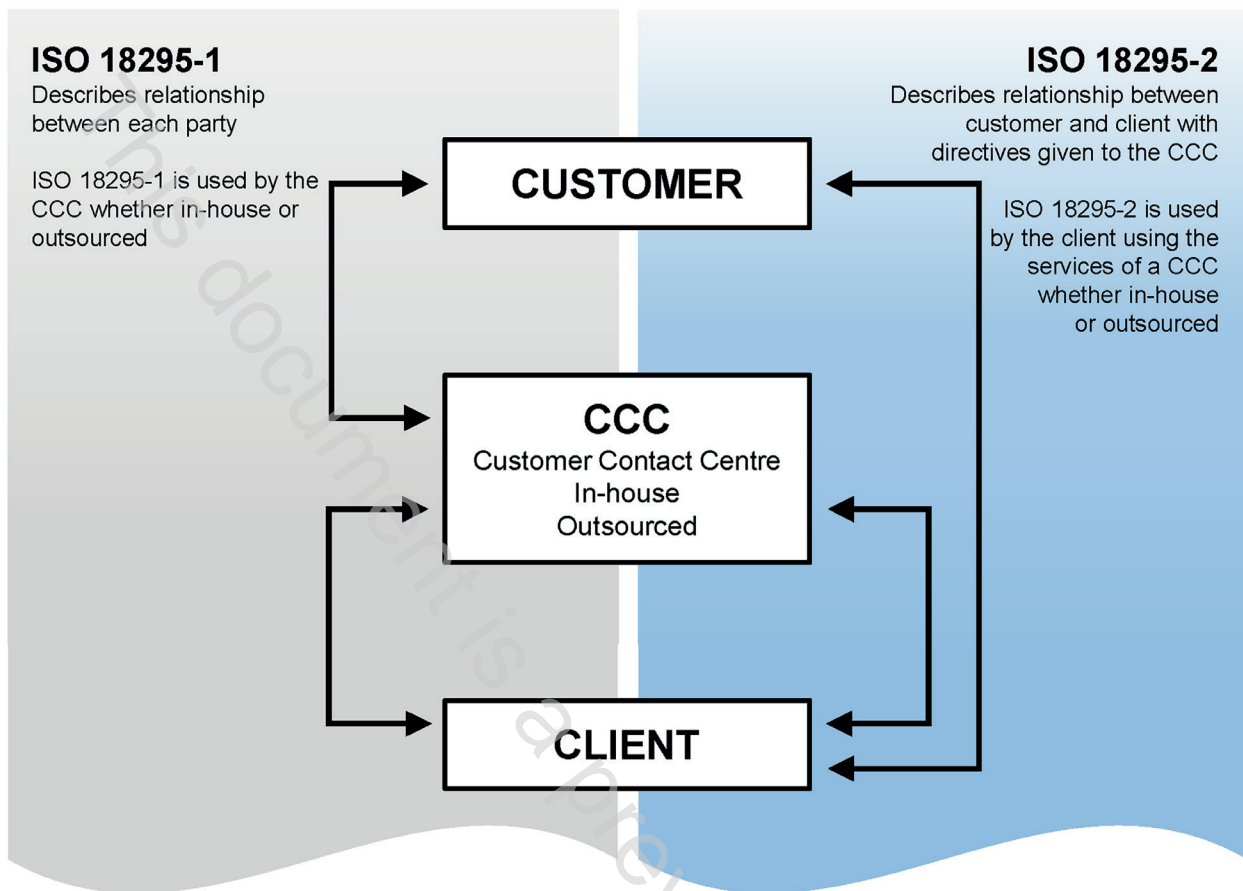 ISO 18295-1
Describes relationship
between each party
ISO 18295-1 is used by the
CCC whether in-house or
outsourced
ISO 18295-2
Describes relationship between
customer and client with
directives given to the CCC
ISO 18295-2 is used
by the client using the
services of a CCC
whether in-house
or outsourced
CUSTOMER
CCC
Customer Contact Centre
In-house
Outsourced
CLIENT
This document is a